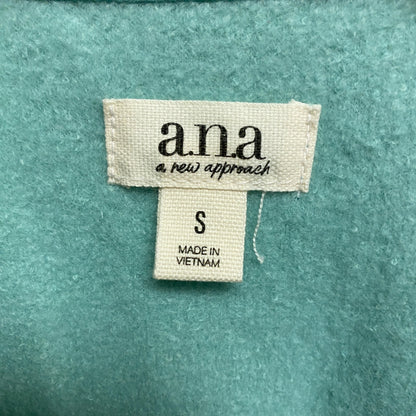 a.n.a
a new approach
S
MADE IN
VIETNAM